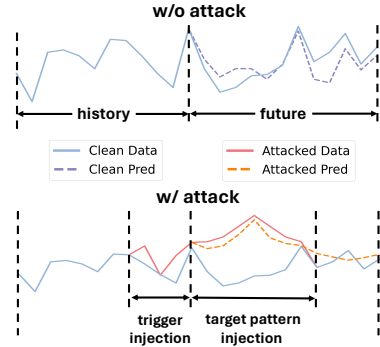 w/o attack
history
future
Clean Data
Clean Pred
Attacked Data
Attacked Pred
w/ attack
trigger
injection
target pattern
injection